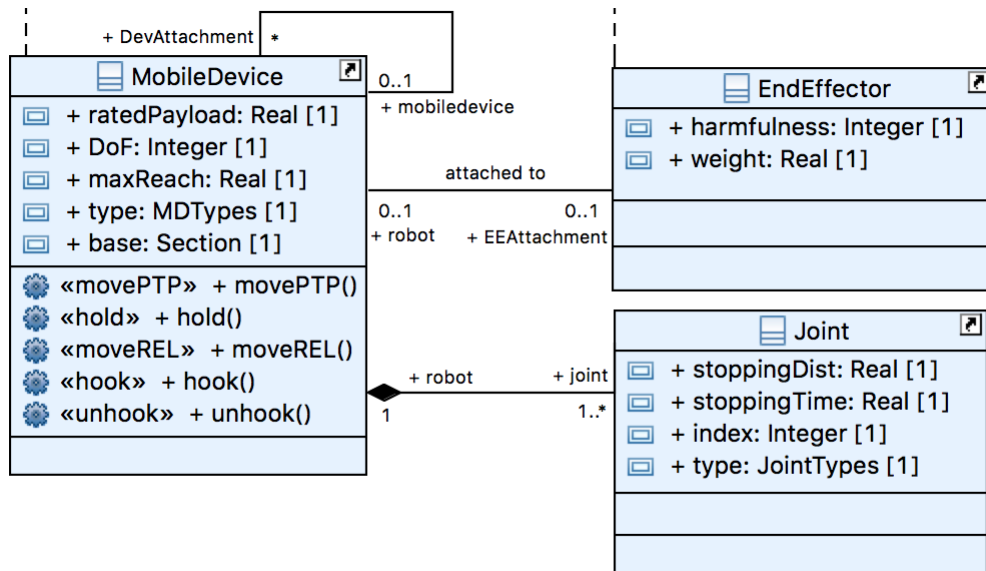 + DevAttachment
*
MobileDevice
0..1
+ mobiledevice
+ ratedPayload: Real [1]
+ DoF: Integer [1]
+ maxReach: Real [1]
+ type: MDTypes [1]
+ base: Section [1]
«movePTP» + movePTP()
«hold» + hold()
«moveREL» + moveREL()
«hook» + hook()
«unhook» + unhook()
attached to
0..1
0..1
+ robot
+ EEAttachment
EndEffector
+ harmfulness: Integer [1]
+ weight: Real [1]
+ robot
+ joint
1
1..*
Joint
+ stoppingDist: Real [1]
+ stoppingTime: Real [1]
+ index: Integer [1]
+ type: JointTypes [1]